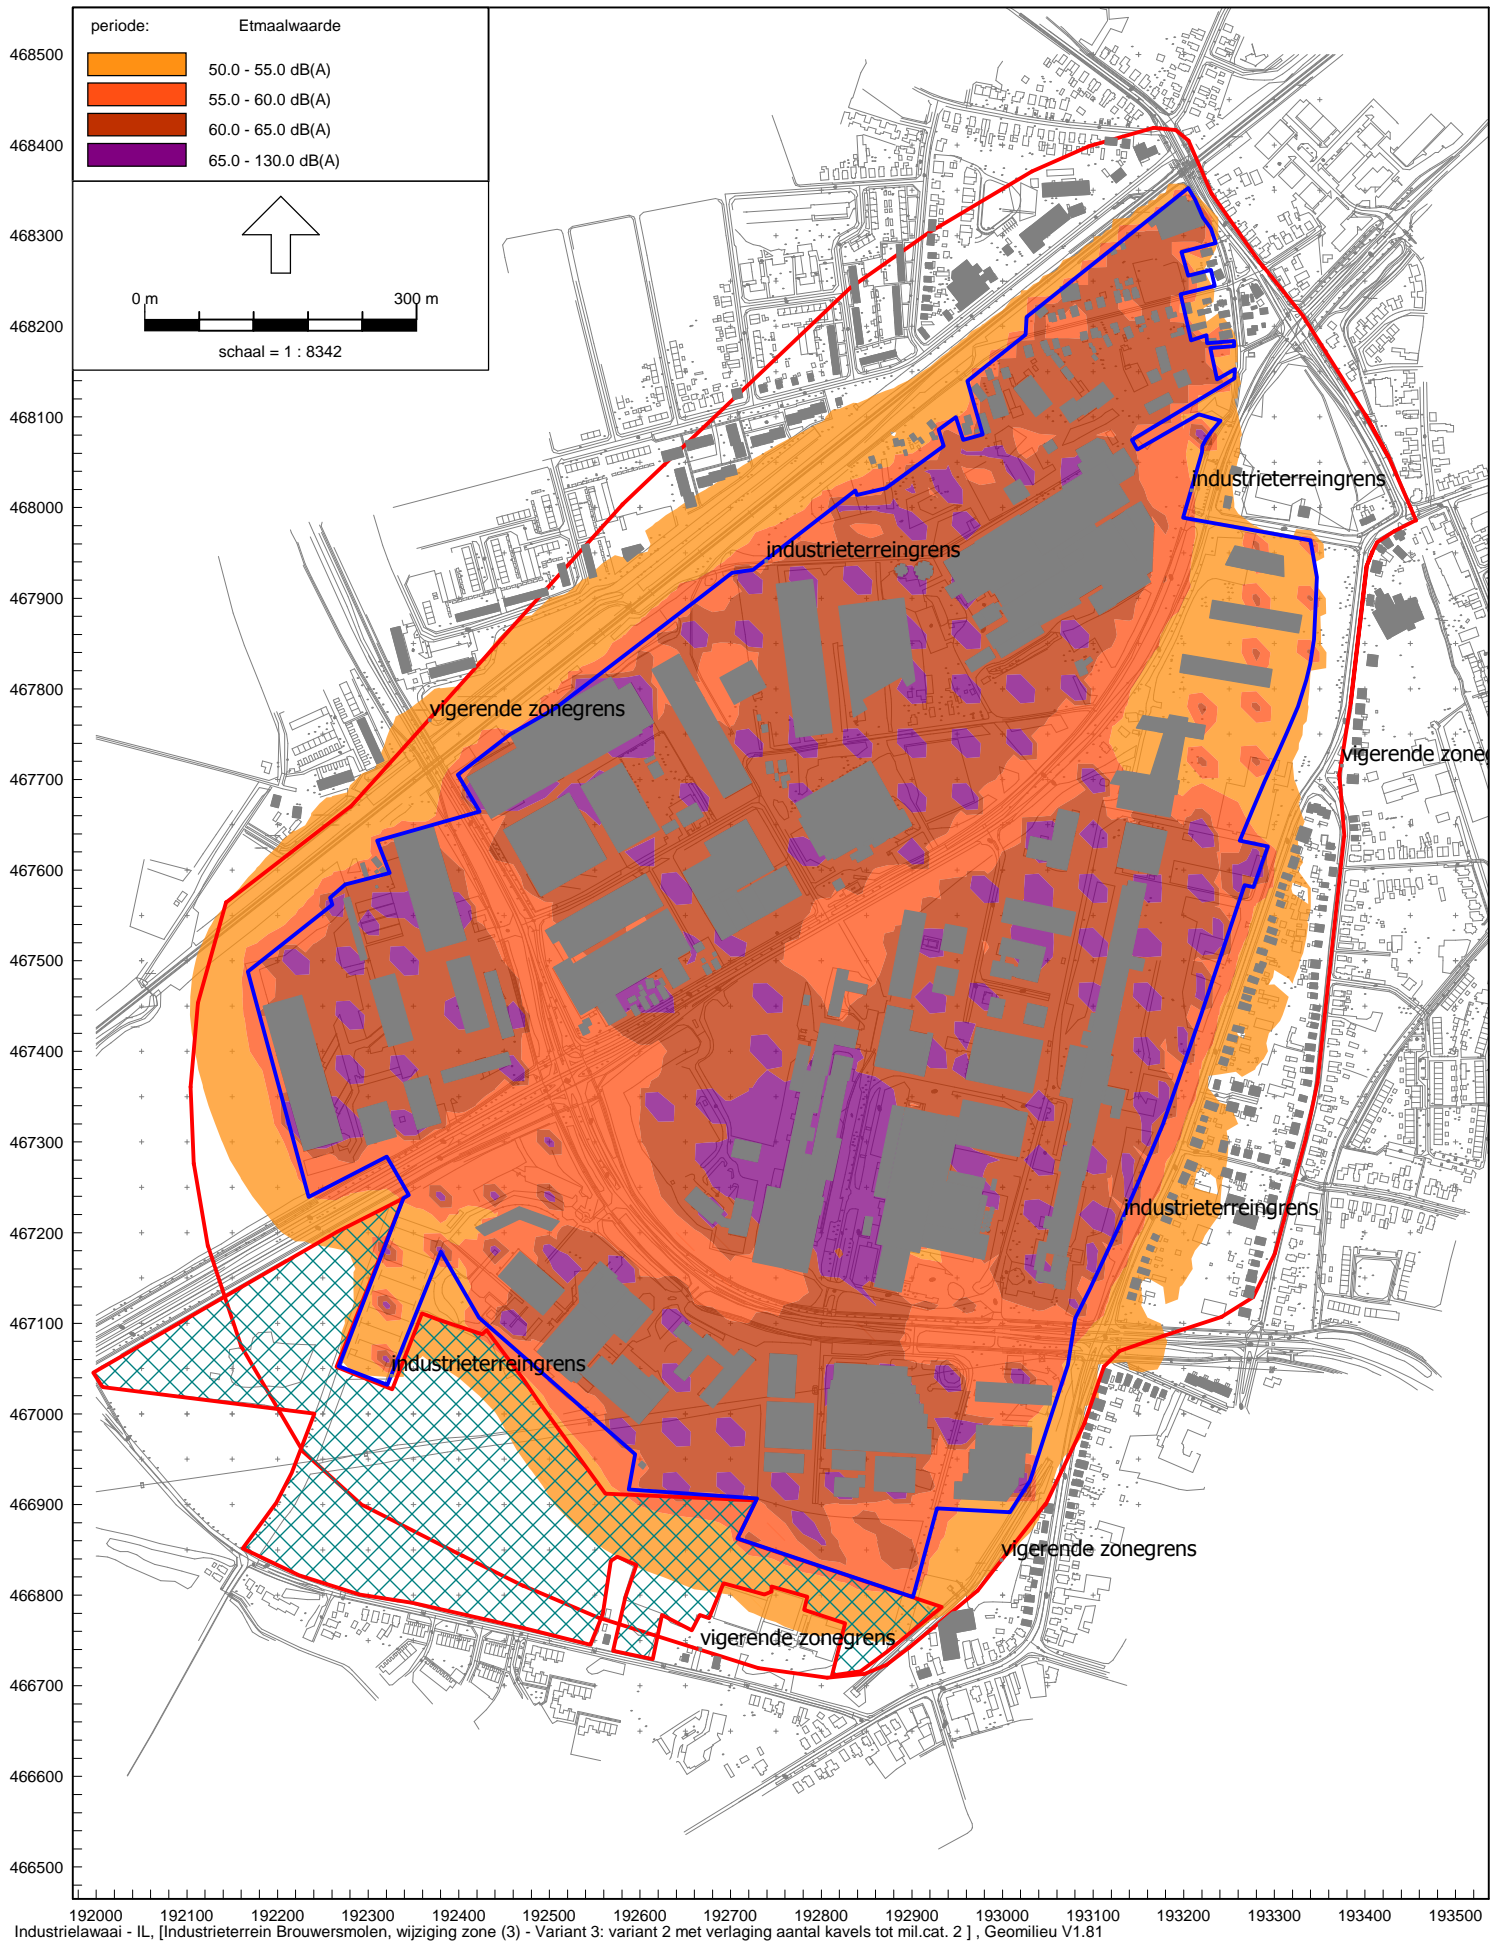 periode: Etmaalwaarde
50.0 - 55.0 dB(A)
55.0 - 60.0 dB(A)
60.0 - 65.0 dB(A)
65.0 - 130.0 dB(A)
0 m 300 m
schaal = 1 : 8342
468500
468400
468300
468200
468100
468000
467900
467800
467700
467600
467500
467400
467300
467200
467100
467000
466900
466800
466700
466600
466500
industrieterreingrens
industrieterreingrens
vigerende zonegrens
vigerende zoneg
industrieterreingrens
industrieterreingrens
vigerende zonegrens
vigerende zonegrens
192000 192100 192200 192300 192400 192500 192600 192700 192800 192900 193000 193100 193200 193300 193400 193500
Industrielawaai - IL, [Industrieterrein Brouwersmolen, wijziging zone (3) - Variant 3: variant 2 met verlaging aantal kavels tot mil.cat. 2 ] , Geomilieu V1.81